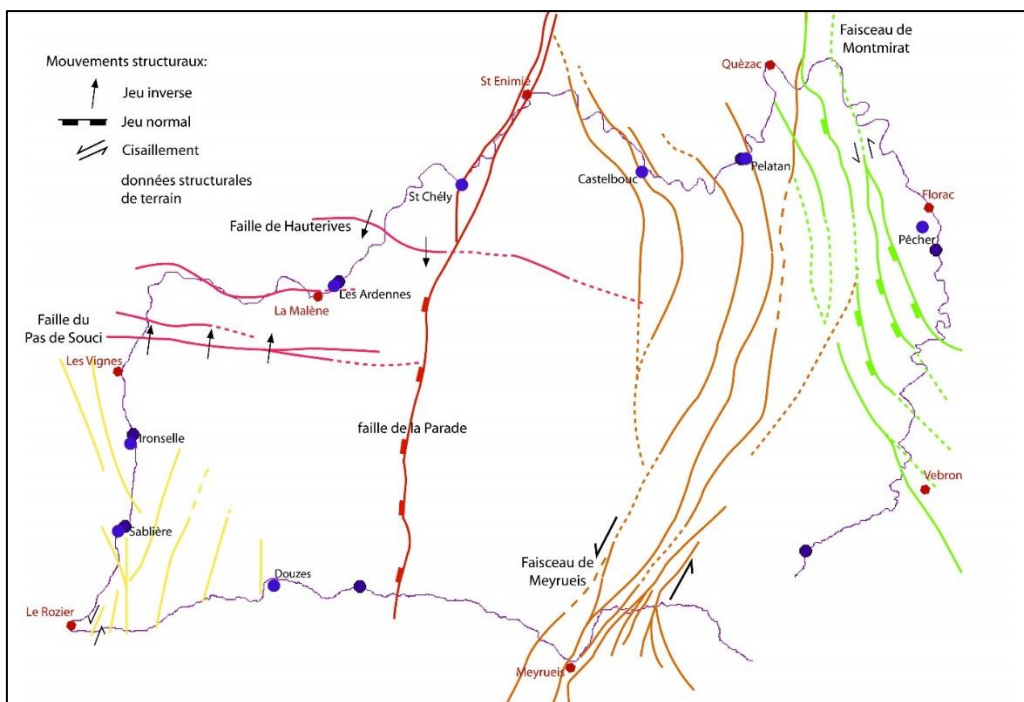 Faisceau de
Montmirat
Mouvements structuraux:
Jeu inverse
Jeu normal
Cisaillement
données structurales
de terrain
St Enimie
Quèzac
Castelbouc
Pelatan
St Chély
Florac
Pêcher
Faille de Hauterives
Les Ardennes
La Malène
Faille du
Pas de Souci
Les Vignes
faille de la Parade
Ironselle
Vebron
Sablière
Douzes
Faisceau de
Meyrueis
Le Rozier
Meyrueis